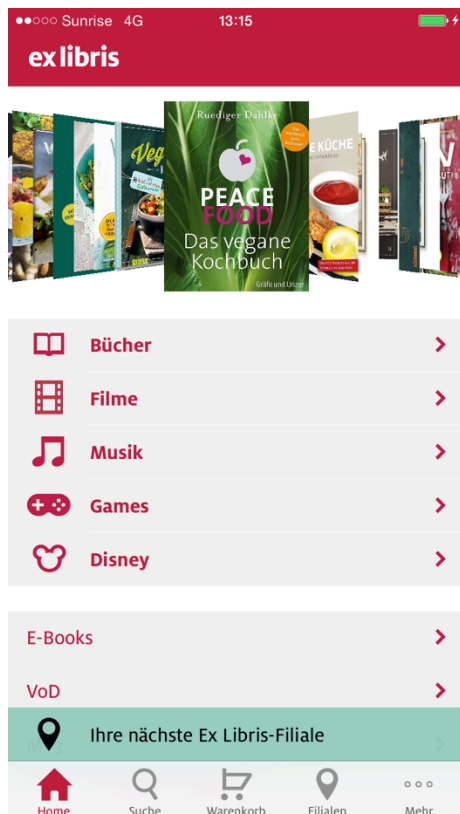 Sunrise 4G 13:15
ex libris
Ruediger Dahlke
PEACE
FOOD
Das vegane
Kochbuch
Gräfe und Unzer
E KÜCHE
Bücher
Filme
Musik
Games
Disney
E-Books
VoD
Ihre nächste Ex Libris-Filiale
Home Suche Warenkorb Filialen Mehr